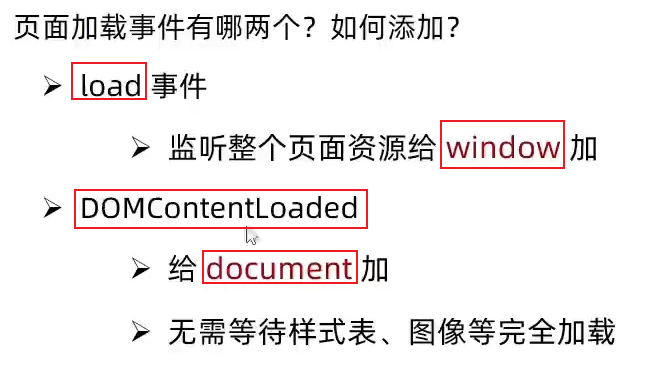 页面加载事件有哪两个？如何添加？
➢ load 事件
➢ 监听整个页面资源给 window 加
➢ DOMContentLoaded
➢ 给 document 加
➢ 无需等待样式表、图像等完全加载